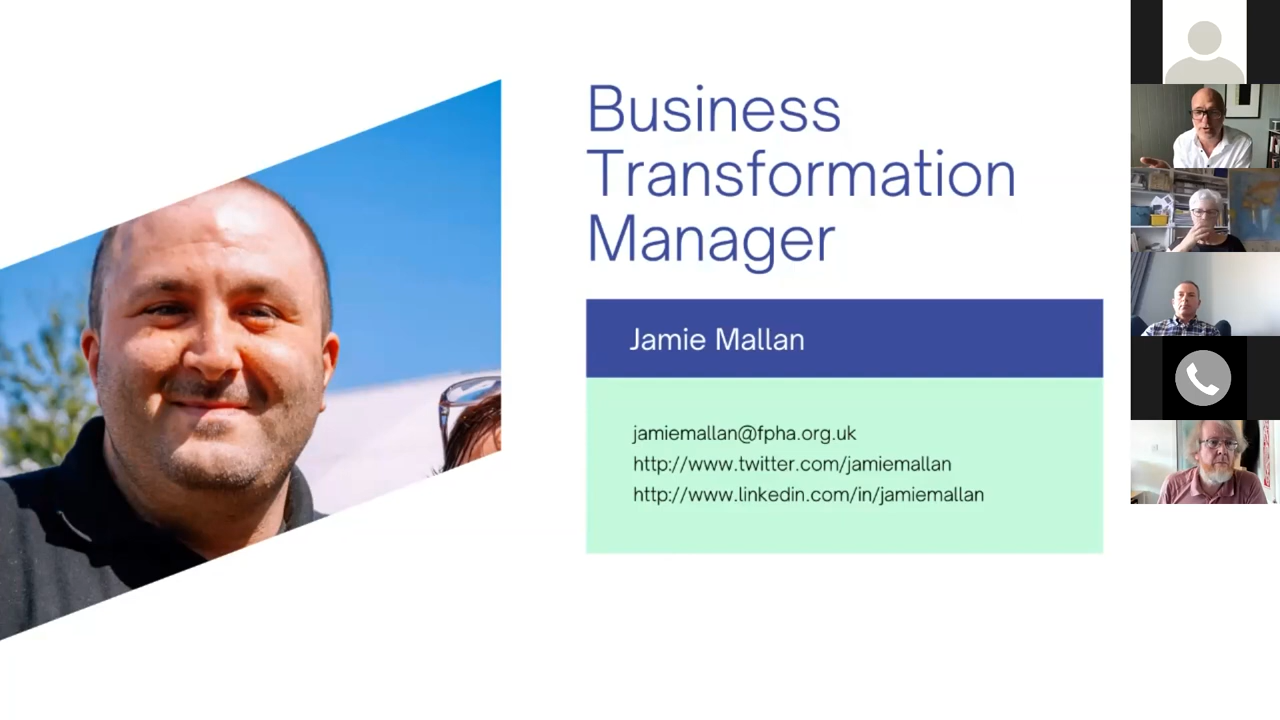 Business
Transformation
Manager
Jamie Mallan
jamiemallan@fpha.org.uk
http://www.twitter.com/jamiemallan
http://www.linkedin.com/in/jamiemallan